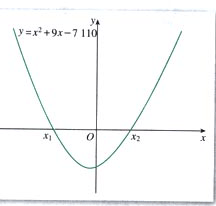 y
y=x²+9x−7 110
x₁ O x₂ x